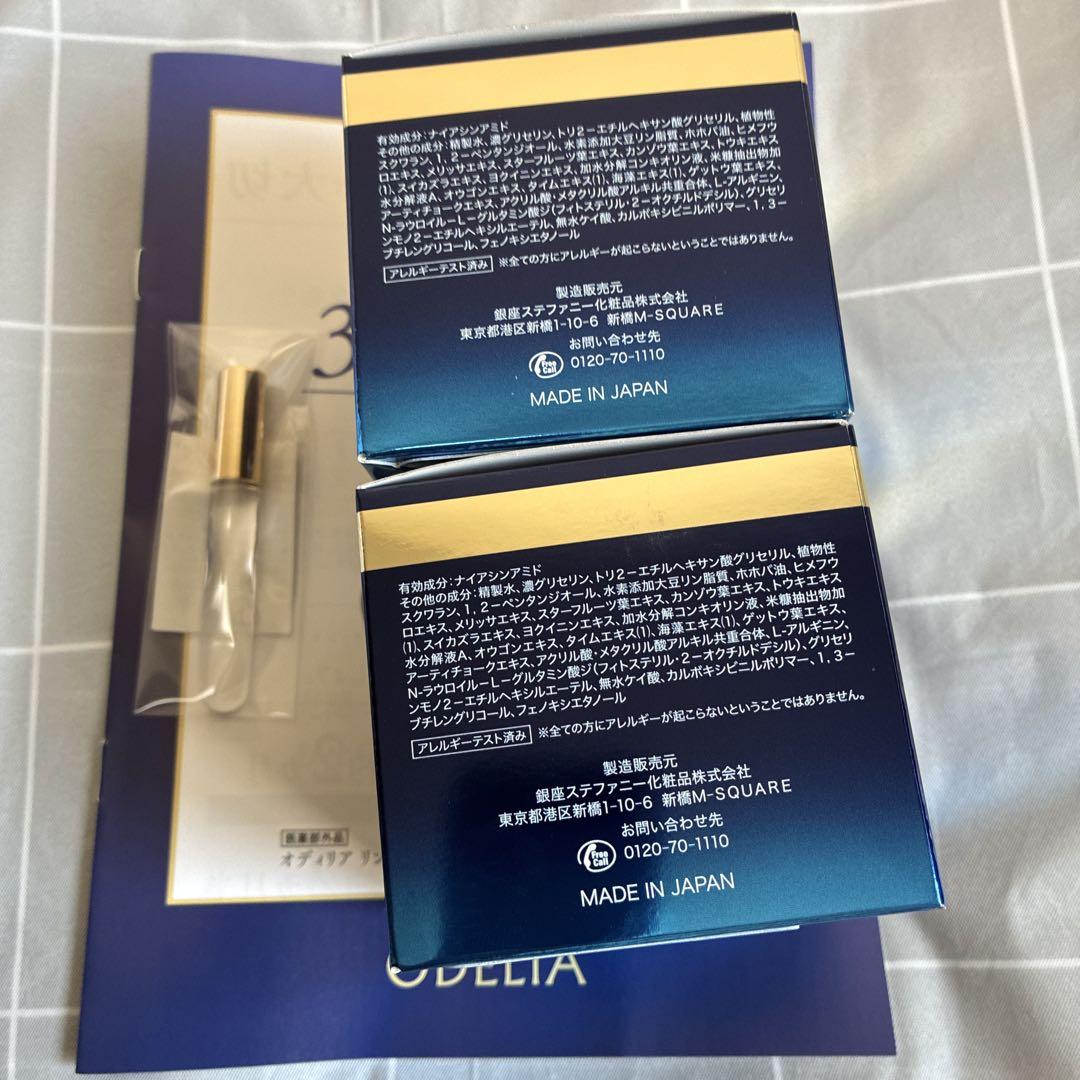 有効成分：ナイアシンアミド
その他の成分：精製水、濃グリセリン、トリ2－エチルヘキサン酸グリセリル、植物性
スクワラン、1，2－ペンタンジオール、水素添加大豆リン脂質、ホホバ油、ヒメフウ
ロエキス、メリッサエキス、スターフルーツ葉エキス、カンゾウ葉エキス、トウキエキス
(1)、スイカズラエキス、ヨクイニンエキス、加水分解コンキオリン液、米糠抽出物加
水分解液A、オウゴンエキス、タイムエキス(1)、海藻エキス(1)、ゲットウ葉エキス、
アーティチョークエキス、アクリル酸・メタクリル酸アルキル共重合体、L－アルギニン、
N－ラウロイル－L－グルタミン酸ジ(フィトステリル・2－オクチルドデシル)、グリセリ
ンモノ2－エチルヘキシルエーテル、無水ケイ酸、カルボキシビニルポリマー、1，3－
ブチレングリコール、フェノキシエタノール
アレルギーテスト済み ※全ての方にアレルギーが起こらないということではありません。
製造販売元
銀座ステファニー化粧品株式会社
東京都港区新橋1-10-6 新橋M-SQUARE
お問い合わせ先
Free Call 0120-70-1110
MADE IN JAPAN
有効成分：ナイアシンアミド
その他の成分：精製水、濃グリセリン、トリ2－エチルヘキサン酸グリセリル、植物性
スクワラン、1，2－ペンタンジオール、水素添加大豆リン脂質、ホホバ油、ヒメフウ
ロエキス、メリッサエキス、スターフルーツ葉エキス、カンゾウ葉エキス、トウキエキス
(1)、スイカズラエキス、ヨクイニンエキス、加水分解コンキオリン液、米糠抽出物加
水分解液A、オウゴンエキス、タイムエキス(1)、海藻エキス(1)、ゲットウ葉エキス、
アーティチョークエキス、アクリル酸・メタクリル酸アルキル共重合体、L－アルギニン、
N－ラウロイル－L－グルタミン酸ジ(フィトステリル・2－オクチルドデシル)、グリセリ
ンモノ2－エチルヘキシルエーテル、無水ケイ酸、カルボキシビニルポリマー、1，3－
ブチレングリコール、フェノキシエタノール
アレルギーテスト済み ※全ての方にアレルギーが起こらないということではありません。
製造販売元
銀座ステファニー化粧品株式会社
東京都港区新橋1-10-6 新橋M-SQUARE
お問い合わせ先
Free Call 0120-70-1110
MADE IN JAPAN
3
医薬部外品
オディリア リン
ODELIA